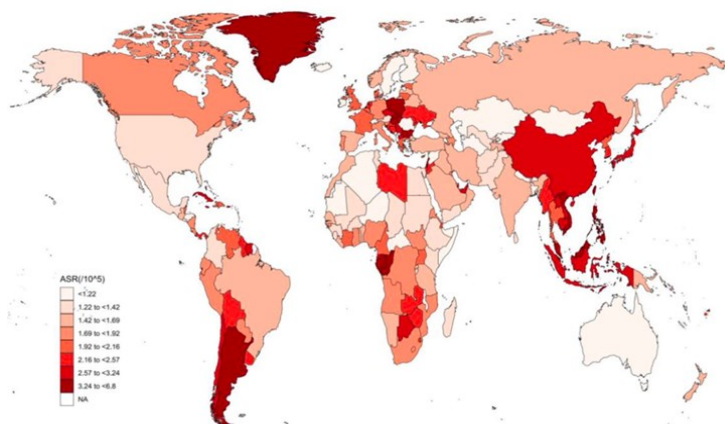 ASR(/10^5)
<1.22
1.22 to <1.42
1.42 to <1.69
1.69 to <1.92
1.92 to <2.16
2.16 to <2.57
2.57 to <3.24
3.24 to <6.8
NA